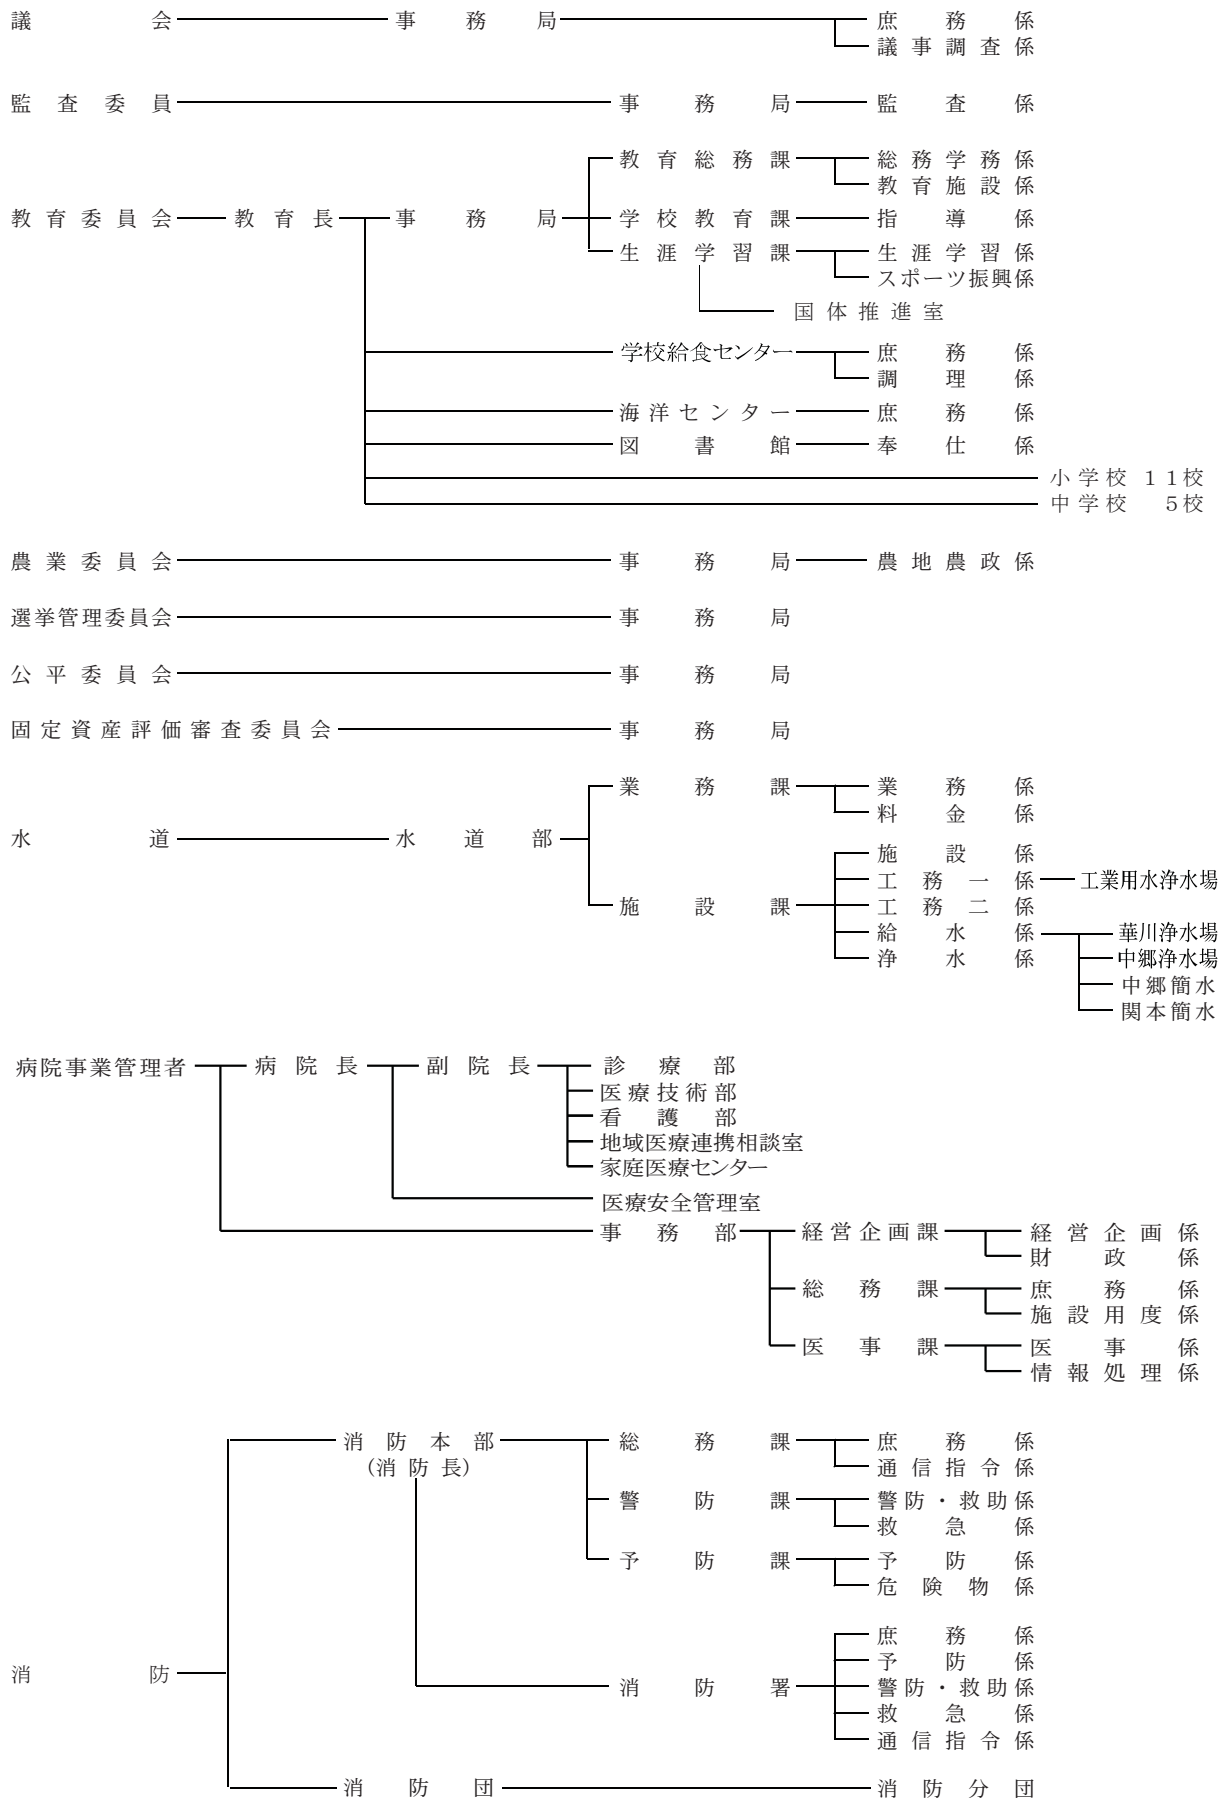 議会 事務局 庶務係
議事調査係
監査委員 事務局 監査係
教育総務課 総務学務係
教育施設係
教育委員会 教育長 事務局 学校教育課 指導係
生涯学習課 生涯学習係
スポーツ振興係
国体推進室
学校給食センター 庶務係
調理係
海洋センター 庶務係
図書館 奉仕係
小学校 11校
中学校 5校
農業委員会 事務局 農地農政係
選挙管理委員会 事務局
公平委員会 事務局
固定資産評価審査委員会 事務局
業務課 業務係
料金係
水道 水道部
施設係
工務一係 工業用水浄水場
施設課 工務二係
給水係 華川浄水場
浄水係 中郷浄水場
中郷簡水
関本簡水
病院事業管理者 病院長 副院長 診療部
医療技術部
看護部
地域医療連携相談室
家庭医療センター
医療安全管理室
事務部 経営企画課 経営企画係
財政係
総務課 庶務係
施設用度係
医事課 医事係
情報処理係
消防本部 総務課 庶務係
(消防長) 通信指令係
警防課 警防・救助係
救急係
予防課 予防係
危険物係
庶務係
消防 予防係
消防署 警防・救助係
救急係
通信指令係
消防団 消防分団